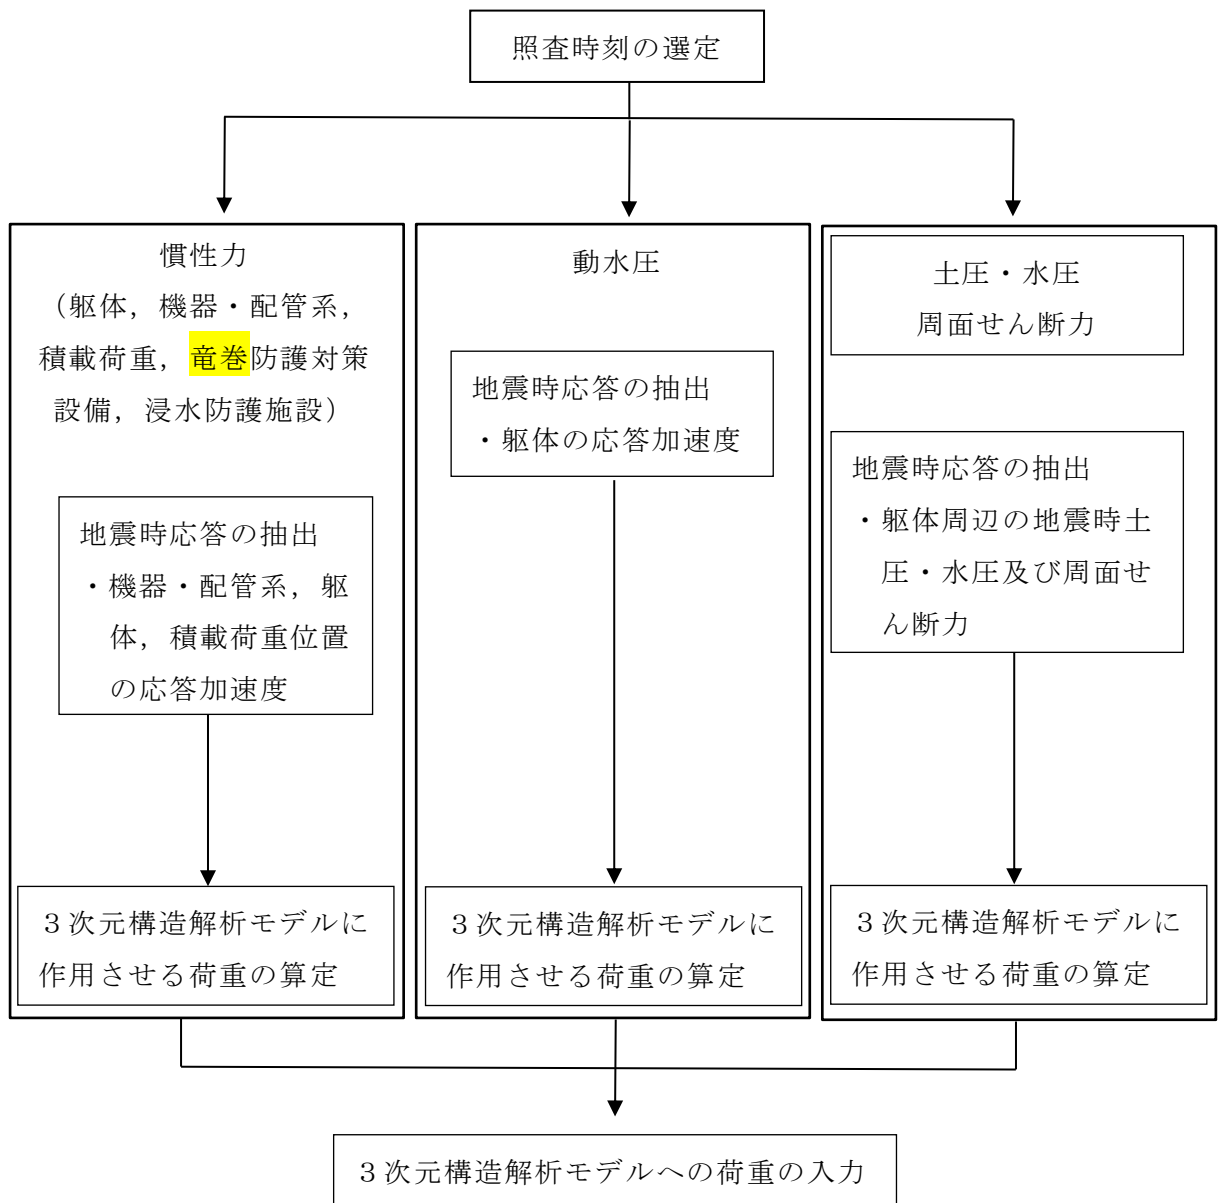 照査時刻の選定
慣性力
（躯体，機器・配管系，
積載荷重，竜巻防護対策
設備，浸水防護施設）
地震時応答の抽出
・機器・配管系，躯
体，積載荷重位置
の応答加速度
３次元構造解析モデルに
作用させる荷重の算定
動水圧
地震時応答の抽出
・躯体の応答加速度
３次元構造解析モデルに
作用させる荷重の算定
土圧・水圧
周面せん断力
地震時応答の抽出
・躯体周辺の地震時土
圧・水圧及び周面せ
ん断力
３次元構造解析モデルに
作用させる荷重の算定
３次元構造解析モデルへの荷重の入力